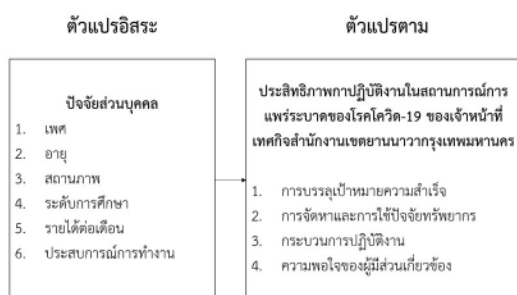 ตัวแปรอิสระ
ตัวแปรตาม
ปัจจัยส่วนบุคคล
1. เพศ
2. อายุ
3. สถานภาพ
4. ระดับการศึกษา
5. รายได้ต่อเดือน
6. ประสบการณ์การทำงาน
ประสิทธิภาพกาปฏิบัติงานในสถานการณ์การ
แพร่ระบาดของโรคโควิด-19 ของเจ้าหน้าที่
เทศกิจสำนักงานเขตยานนาวากรุงเทพมหานคร
1. การบรรลุเป้าหมายความสำเร็จ
2. การจัดหาและการใช้ปัจจัยทรัพยากร
3. กระบวนการปฏิบัติงาน
4. ความพอใจของผู้มีส่วนเกี่ยวข้อง